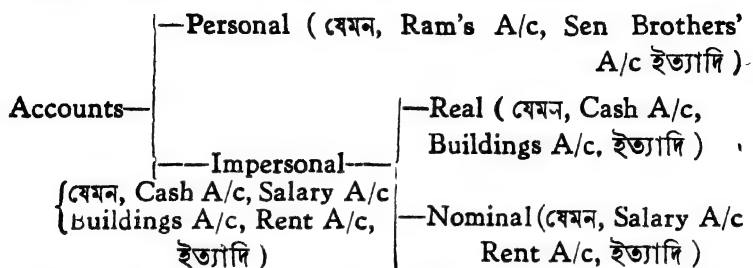 —Personal ( যেমন, Ram's A/c, Sen Brothers'
A/c ইত্যাদি )
Accounts—
—Real ( যেমন, Cash A/c,
Buildings A/c, ইত্যাদি )
——Impersonal——
{যেমন, Cash A/c, Salary A/c
Buildings A/c, Rent A/c,
ইত্যাদি )
—Nominal (যেমন, Salary A/c
Rent A/c, ইত্যাদি )